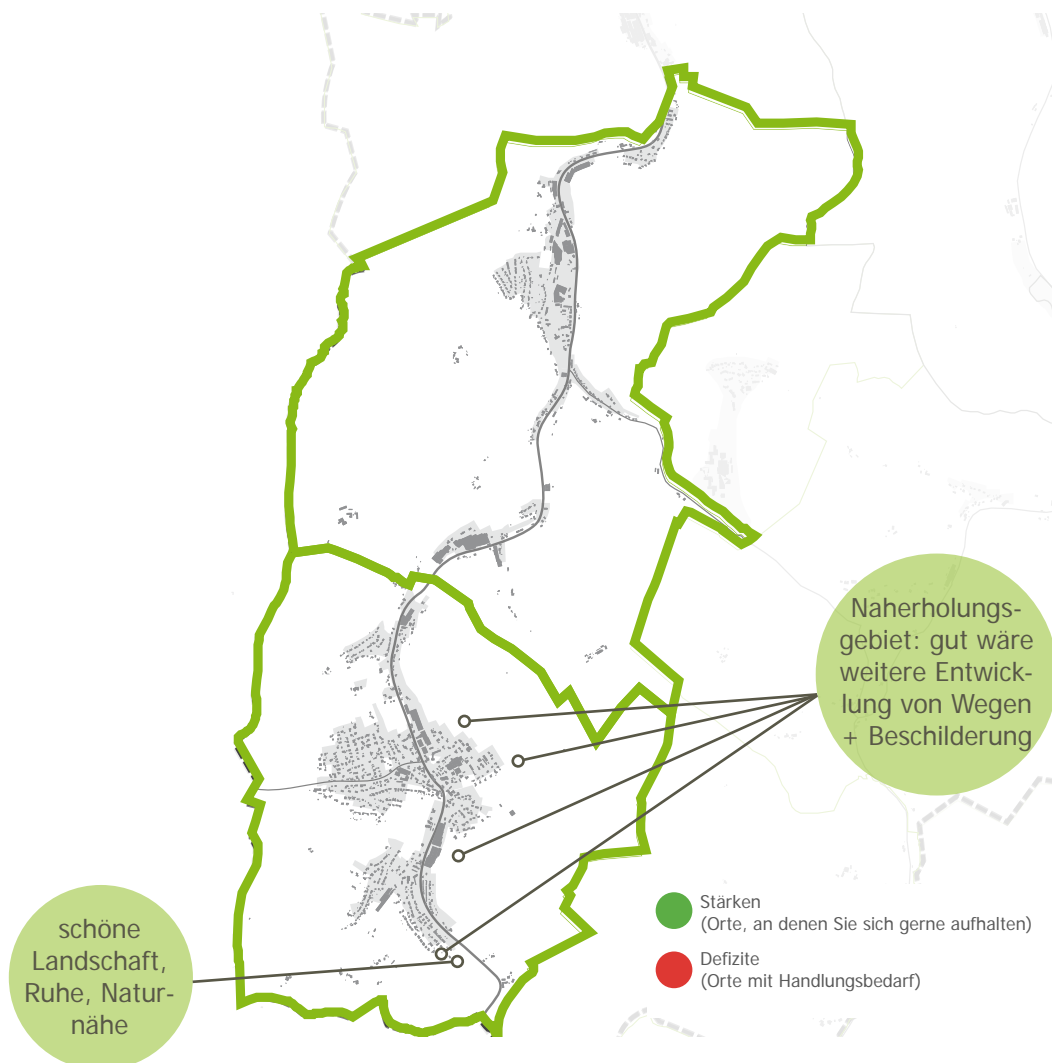 Naherholungs-
gebiet: gut wäre
weitere Entwick-
lung von Wegen
+ Beschilderung
schöne
Landschaft,
Ruhe, Natur-
nähe
Stärken
(Orte, an denen Sie sich gerne aufhalten)
Defizite
(Orte mit Handlungsbedarf)